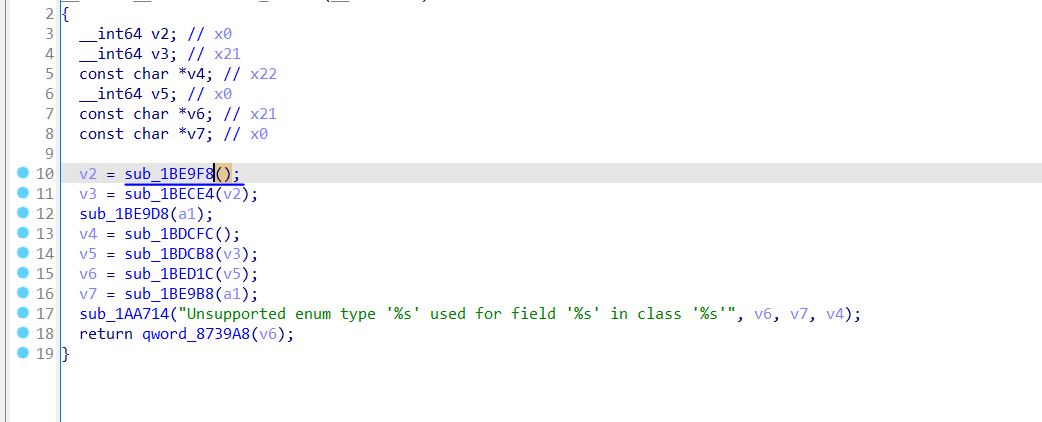 2 {
3 __int64 v2; // x0
4 __int64 v3; // x21
5 const char *v4; // x22
6 __int64 v5; // x0
7 const char *v6; // x21
8 const char *v7; // x0
9
10 v2 = sub_1BE9F8();
11 v3 = sub_1BECE4(v2);
12 sub_1BE9D8(a1);
13 v4 = sub_1BDCFC();
14 v5 = sub_1BDCB8(v3);
15 v6 = sub_1BED1C(v5);
16 v7 = sub_1BE9B8(a1);
17 sub_1AA714("Unsupported enum type '%s' used for field '%s' in class '%s'", v6, v7, v4);
18 return qword_8739A8(v6);
19 }